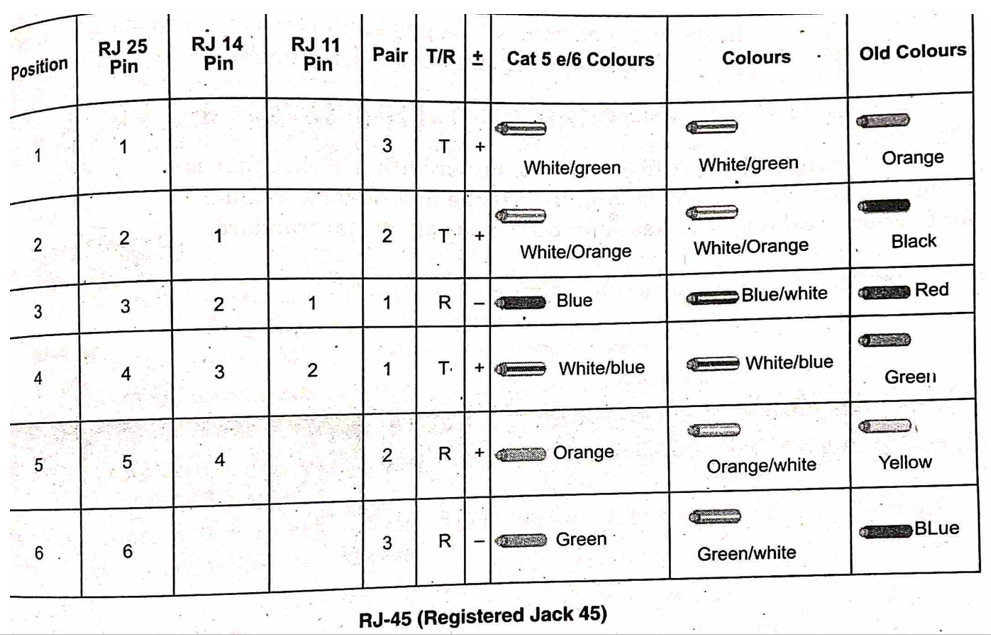 Position RJ 25 Pin RJ 14 Pin RJ 11 Pin Pair T/R ± Cat 5 e/6 Colours Colours Old Colours
1 1 3 T + White/green White/green Orange
2 2 1 2 T + White/Orange White/Orange Black
3 3 2 1 1 R – Blue Blue/white Red
4 4 3 2 1 T + White/blue White/blue Green
5 5 4 2 R + Orange Orange/white Yellow
6 6 3 R – Green Green/white BLue
RJ-45 (Registered Jack 45)